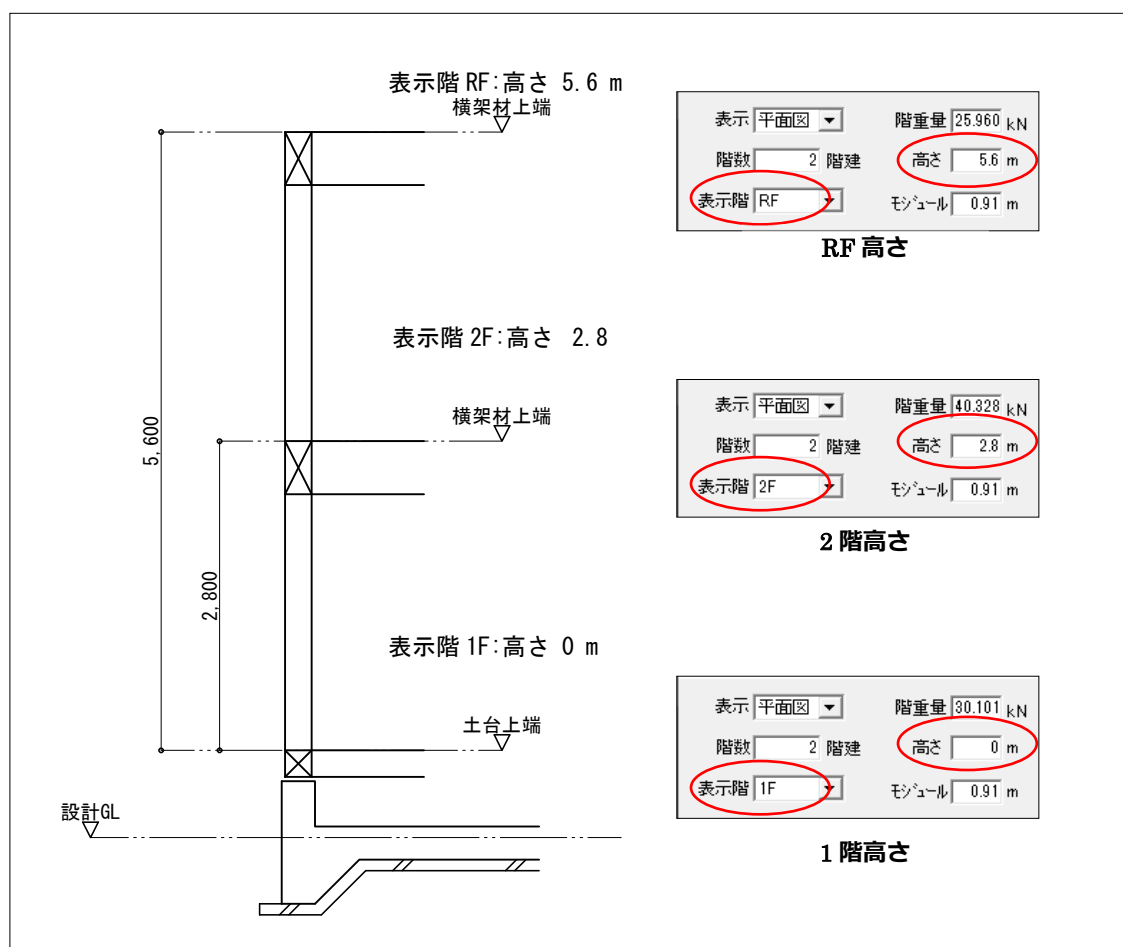 表示階 RF:高さ 5.6 m
横架材上端
表示 平面図 階重量 25.960 kN
階数 2 階建 高さ 5.6 m
表示階 RF モジュール 0.91 m
RF 高さ
表示階 2F:高さ 2.8
横架材上端
表示 平面図 階重量 40.328 kN
階数 2 階建 高さ 2.8 m
表示階 2F モジュール 0.91 m
2 階高さ
5,600
2,800
表示階 1F:高さ 0 m
土台上端
表示 平面図 階重量 30.101 kN
階数 2 階建 高さ 0 m
表示階 1F モジュール 0.91 m
1 階高さ
設計GL